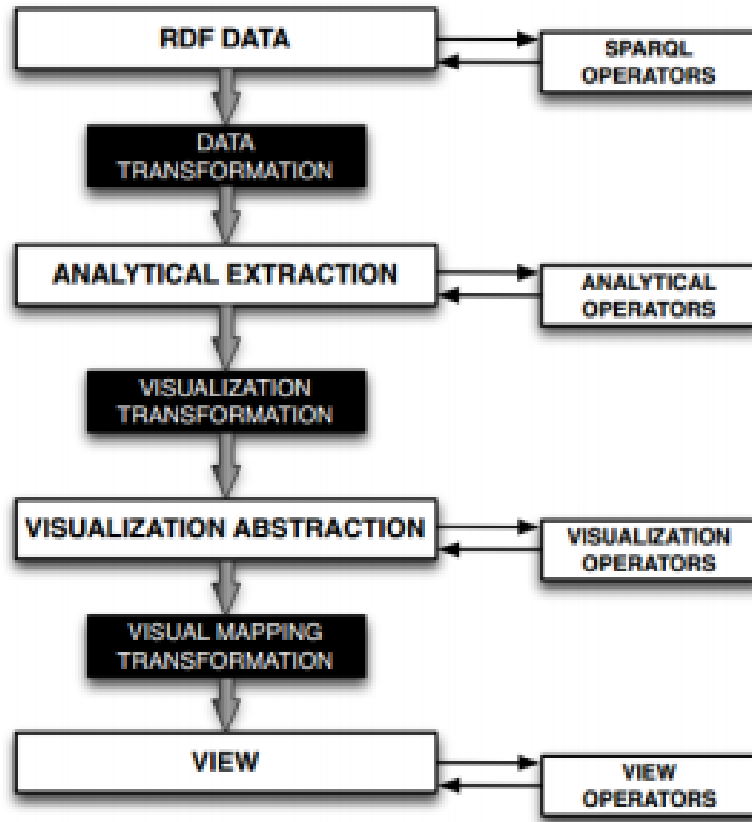 RDF DATA
SPARQL
OPERATORS
DATA
TRANSFORMATION
ANALYTICAL EXTRACTION
ANALYTICAL
OPERATORS
VISUALIZATION
TRANSFORMATION
VISUALIZATION ABSTRACTION
VISUALIZATION
OPERATORS
VISUAL MAPPING
TRANSFORMATION
VIEW
VIEW
OPERATORS